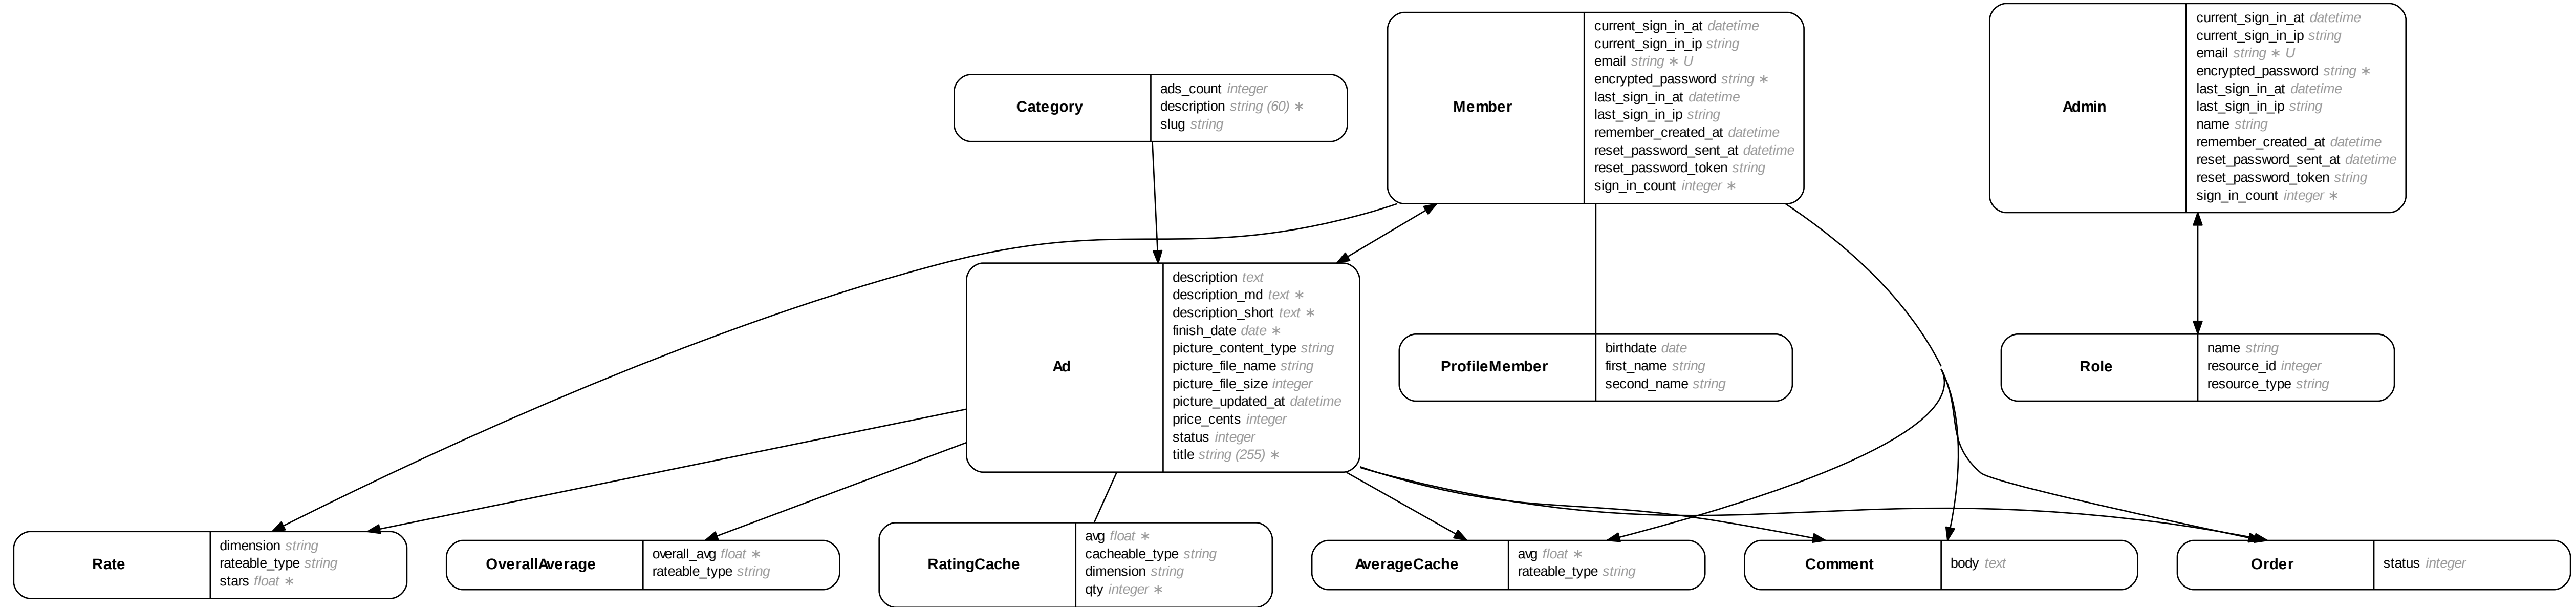 Category
ads_count integer
description string (60) ∗
slug string
Member
current_sign_in_at datetime
current_sign_in_ip string
email string ∗ U
encrypted_password string ∗
last_sign_in_at datetime
last_sign_in_ip string
remember_created_at datetime
reset_password_sent_at datetime
reset_password_token string
sign_in_count integer ∗
Admin
current_sign_in_at datetime
current_sign_in_ip string
email string ∗ U
encrypted_password string ∗
last_sign_in_at datetime
last_sign_in_ip string
name string
remember_created_at datetime
reset_password_sent_at datetime
reset_password_token string
sign_in_count integer ∗
Ad
description text
description_md text ∗
description_short text ∗
finish_date date ∗
picture_content_type string
picture_file_name string
picture_file_size integer
picture_updated_at datetime
price_cents integer
status integer
title string (255) ∗
ProfileMember
birthdate date
first_name string
second_name string
Role
name string
resource_id integer
resource_type string
Rate
dimension string
rateable_type string
stars float ∗
OverallAverage
overall_avg float ∗
rateable_type string
RatingCache
avg float ∗
cacheable_type string
dimension string
qty integer ∗
AverageCache
avg float ∗
rateable_type string
Comment
body text
Order
status integer